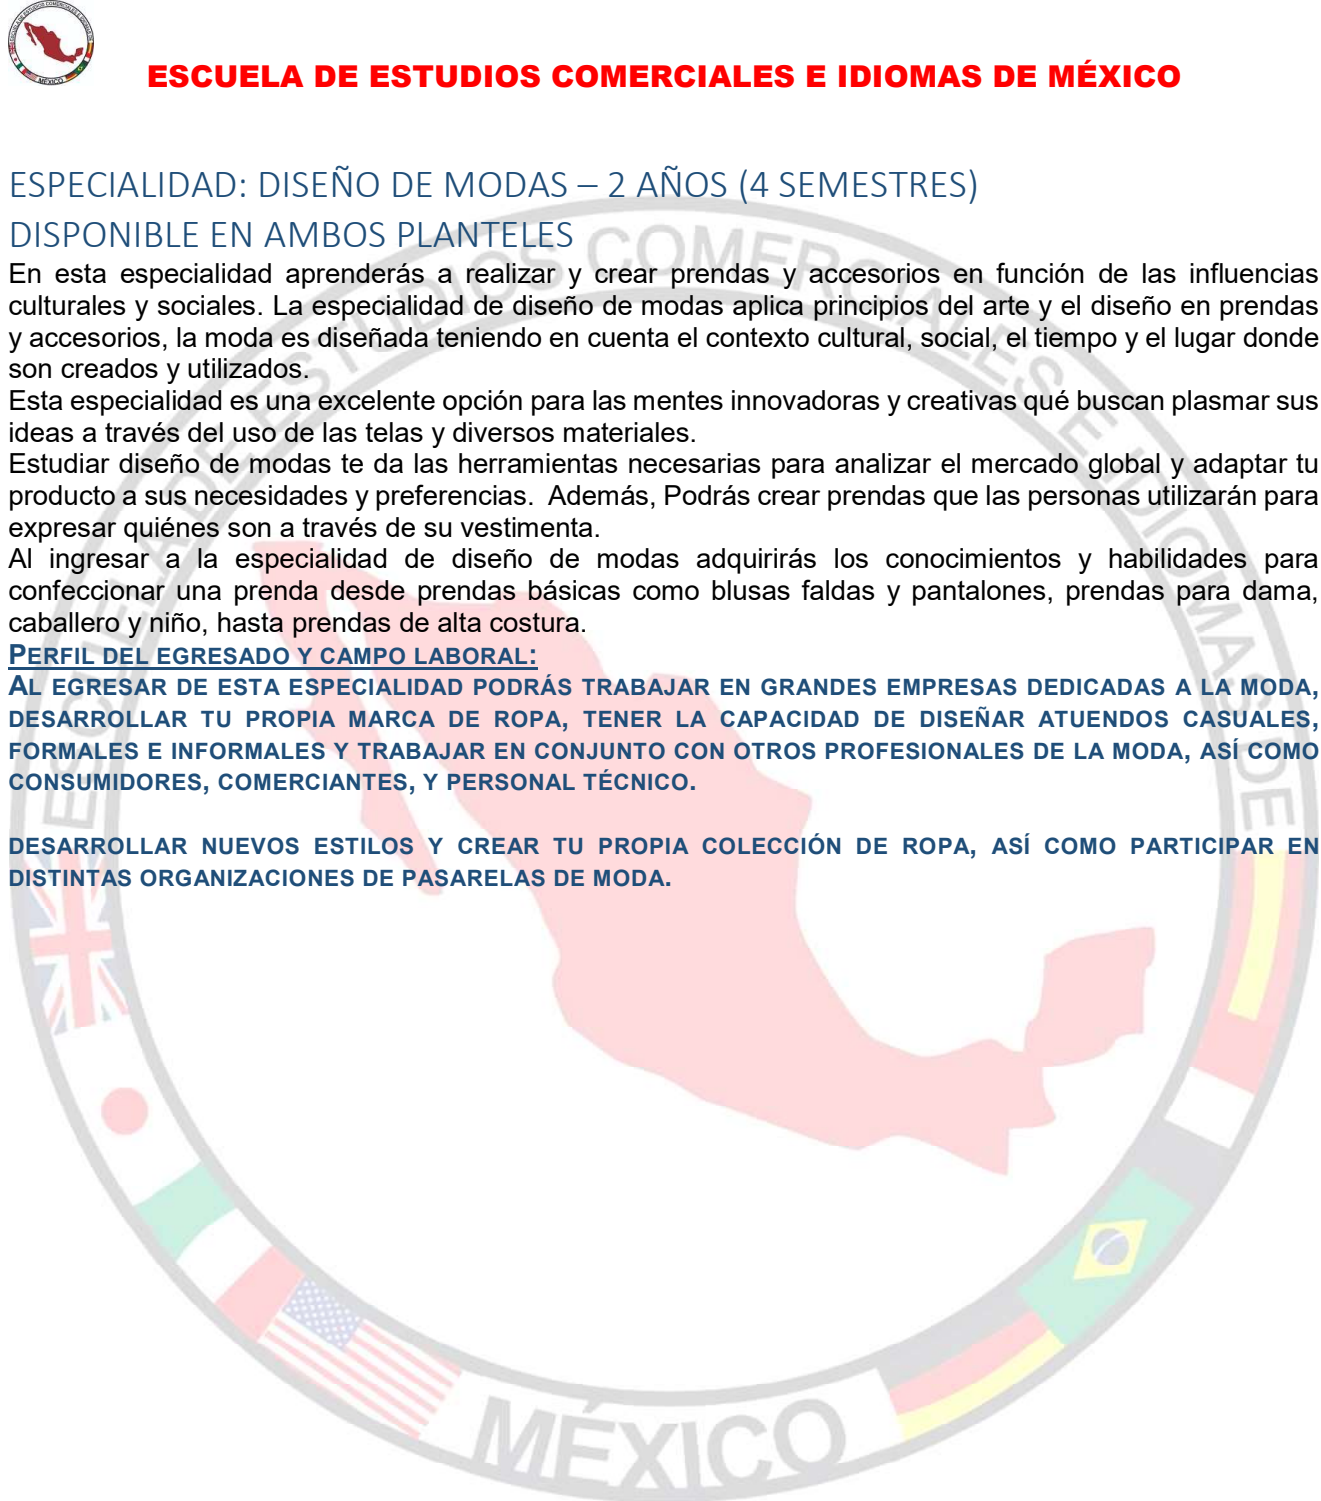 ESCUELA DE ESTUDIOS COMERCIALES E IDIOMAS DE MÉXICO
ESPECIALIDAD: DISEÑO DE MODAS – 2 AÑOS (4 SEMESTRES)
DISPONIBLE EN AMBOS PLANTELES
En esta especialidad aprenderás a realizar y crear prendas y accesorios en función de las influencias
culturales y sociales. La especialidad de diseño de modas aplica principios del arte y el diseño en prendas
y accesorios, la moda es diseñada teniendo en cuenta el contexto cultural, social, el tiempo y el lugar donde
son creados y utilizados.
Esta especialidad es una excelente opción para las mentes innovadoras y creativas qué buscan plasmar sus
ideas a través del uso de las telas y diversos materiales.
Estudiar diseño de modas te da las herramientas necesarias para analizar el mercado global y adaptar tu
producto a sus necesidades y preferencias. Además, Podrás crear prendas que las personas utilizarán para
expresar quiénes son a través de su vestimenta.
Al ingresar a la especialidad de diseño de modas adquirirás los conocimientos y habilidades para
confeccionar una prenda desde prendas básicas como blusas faldas y pantalones, prendas para dama,
caballero y niño, hasta prendas de alta costura.
PERFIL DEL EGRESADO Y CAMPO LABORAL:
AL EGRESAR DE ESTA ESPECIALIDAD PODRÁS TRABAJAR EN GRANDES EMPRESAS DEDICADAS A LA MODA,
DESARROLLAR TU PROPIA MARCA DE ROPA, TENER LA CAPACIDAD DE DISEÑAR ATUENDOS CASUALES,
FORMALES E INFORMALES Y TRABAJAR EN CONJUNTO CON OTROS PROFESIONALES DE LA MODA, ASÍ COMO
CONSUMIDORES, COMERCIANTES, Y PERSONAL TÉCNICO.
DESARROLLAR NUEVOS ESTILOS Y CREAR TU PROPIA COLECCIÓN DE ROPA, ASÍ COMO PARTICIPAR EN
DISTINTAS ORGANIZACIONES DE PASARELAS DE MODA.
ESCUELA DE ESTUDIOS COMERCIALES E IDIOMAS DE
MÉXICO